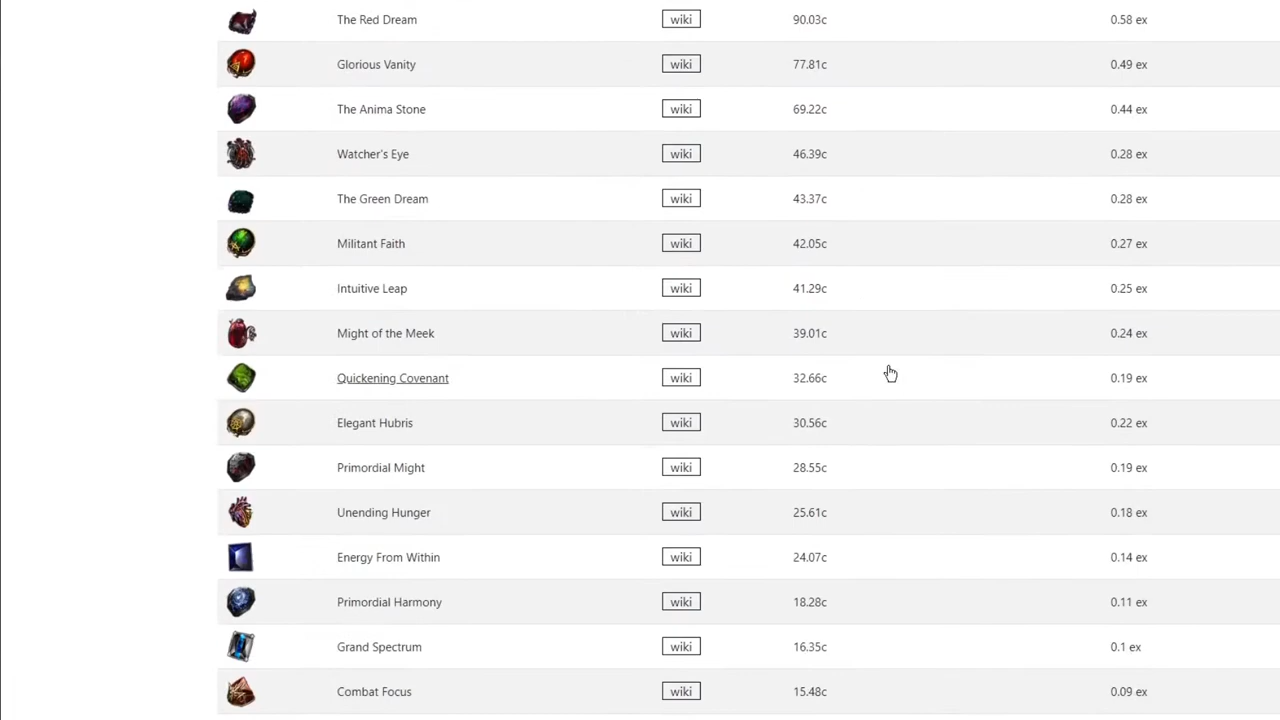 The Red Dream wiki 90.03c 0.58 ex
Glorious Vanity wiki 77.81c 0.49 ex
The Anima Stone wiki 69.22c 0.44 ex
Watcher's Eye wiki 46.39c 0.28 ex
The Green Dream wiki 43.37c 0.28 ex
Militant Faith wiki 42.05c 0.27 ex
Intuitive Leap wiki 41.29c 0.25 ex
Might of the Meek wiki 39.01c 0.24 ex
Quickening Covenant wiki 32.66c 0.19 ex
Elegant Hubris wiki 30.56c 0.22 ex
Primordial Might wiki 28.55c 0.19 ex
Unending Hunger wiki 25.61c 0.18 ex
Energy From Within wiki 24.07c 0.14 ex
Primordial Harmony wiki 18.28c 0.11 ex
Grand Spectrum wiki 16.35c 0.1 ex
Combat Focus wiki 15.48c 0.09 ex